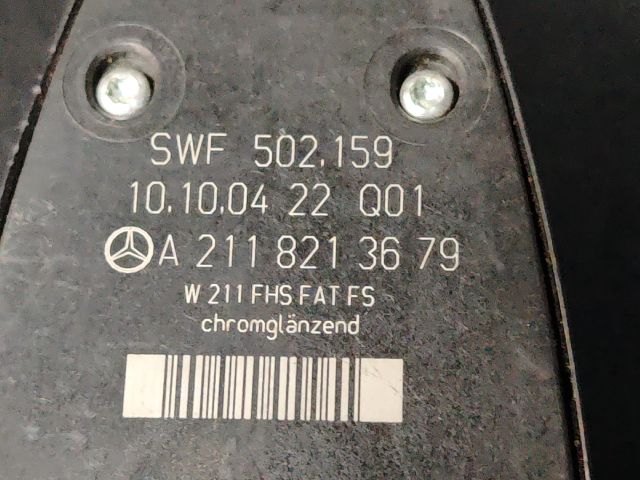 SWF 502.159
10.10.04 22 Q01
A 211 821 36 79
W 211 FHS FAT FS
chromglänzend